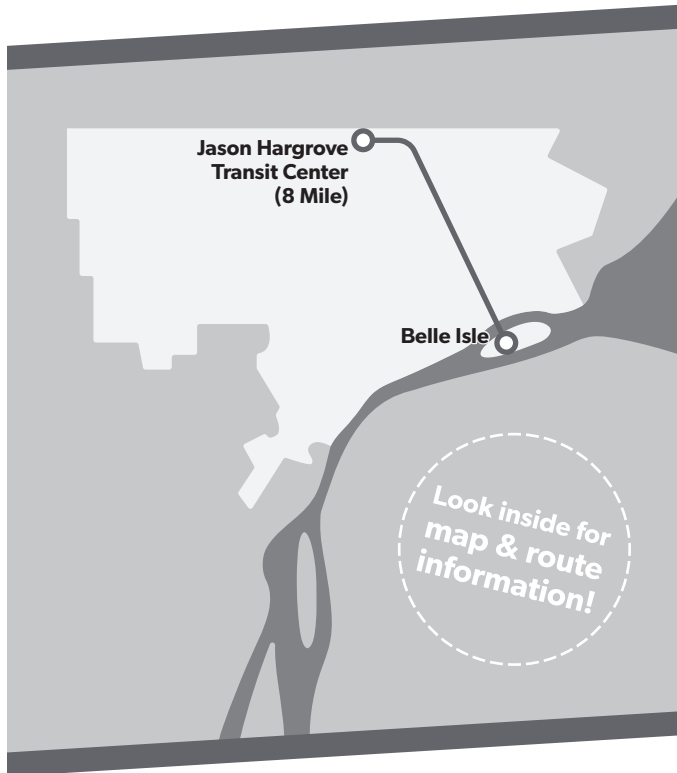 Jason Hargrove
Transit Center
(8 Mile)
Belle Isle
Look inside for
map & route
information!